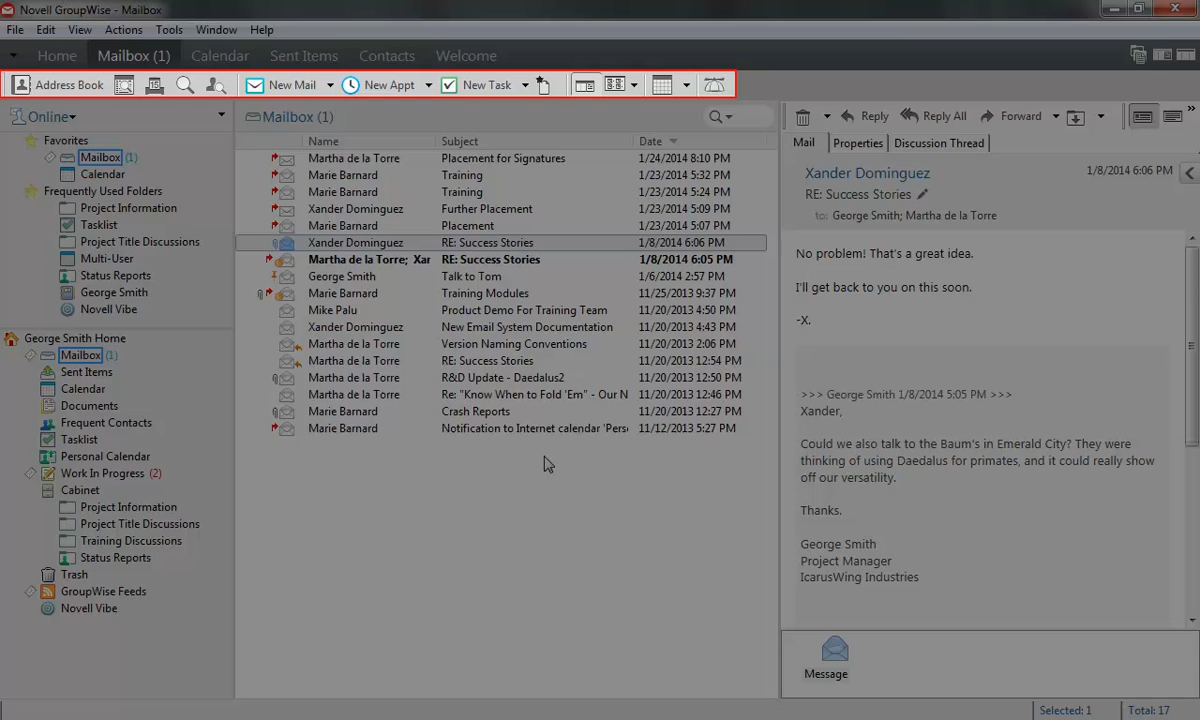 Novell GroupWise - Mailbox
File Edit View Actions Tools Window Help
Home Mailbox (1) Calendar Sent Items Contacts Welcome
Address Book New Mail New Appt New Task
Online
Favorites
Mailbox (1)
Calendar
Frequently Used Folders
Project Information
Tasklist
Project Title Discussions
Multi-User
Status Reports
George Smith
Novell Vibe
George Smith Home
Mailbox (1)
Sent Items
Calendar
Documents
Frequent Contacts
Tasklist
Personal Calendar
Work In Progress (2)
Cabinet
Project Information
Project Title Discussions
Training Discussions
Status Reports
Trash
GroupWise Feeds
Novell Vibe
Mailbox (1)
Name Subject Date
Martha de la Torre Placement for Signatures 1/24/2014 8:10 PM
Marie Barnard Training 1/23/2014 5:32 PM
Marie Barnard Training 1/23/2014 5:24 PM
Xander Dominguez Further Placement 1/23/2014 5:09 PM
Marie Barnard Placement 1/23/2014 5:07 PM
Xander Dominguez RE: Success Stories 1/8/2014 6:06 PM
Martha de la Torre; Xar RE: Success Stories 1/8/2014 6:05 PM
George Smith Talk to Tom 1/6/2014 2:57 PM
Marie Barnard Training Modules 11/25/2013 9:37 PM
Mike Palu Product Demo For Training Team 11/20/2013 4:50 PM
Xander Dominguez New Email System Documentation 11/20/2013 4:43 PM
Martha de la Torre Version Naming Conventions 11/20/2013 2:06 PM
Martha de la Torre RE: Success Stories 11/20/2013 12:54 PM
Martha de la Torre R&D Update - Daedalus2 11/20/2013 12:50 PM
Martha de la Torre Re: "Know When to Fold 'Em" - Our N 11/20/2013 12:46 PM
Marie Barnard Crash Reports 11/20/2013 12:27 PM
Marie Barnard Notification to Internet calendar 'Perso 11/12/2013 5:27 PM
Reply Reply All Forward
Mail Properties Discussion Thread
Xander Dominguez 1/8/2014 6:06 PM
RE: Success Stories
to: George Smith; Martha de la Torre
No problem! That's a great idea.
I'll get back to you on this soon.
-X.
>>> George Smith 1/8/2014 5:05 PM >>>
Xander,
Could we also talk to the Baum's in Emerald City? They were
thinking of using Daedalus for primates, and it could really show
off our versatility.
Thanks.
George Smith
Project Manager
IcarusWing Industries
Message
Selected: 1 Total: 17